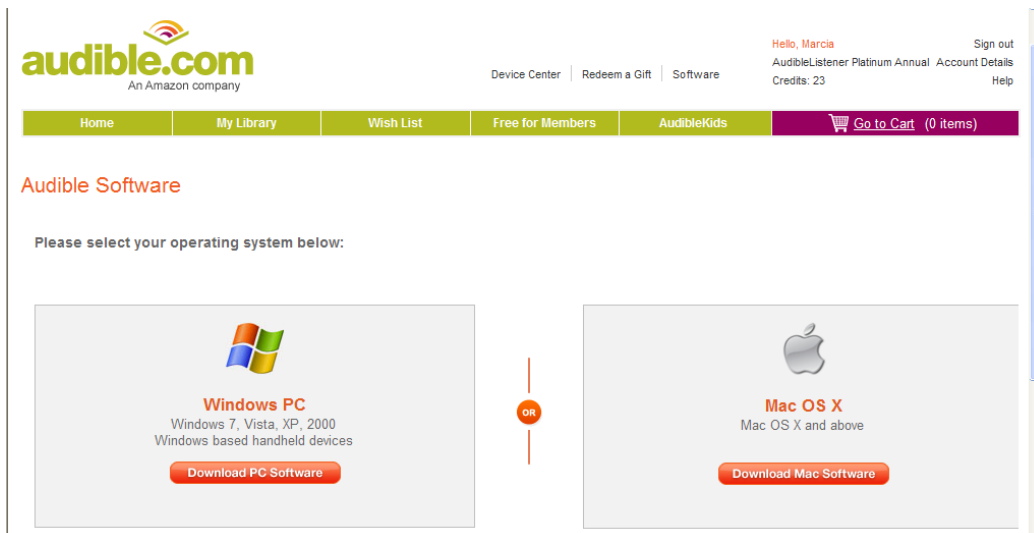 audible.com
An Amazon company
Device Center Redeem a Gift Software
Hello, Marcia Sign out
AudibleListener Platinum Annual Account Details
Credits: 23 Help
Home My Library Wish List Free for Members AudibleKids Go to Cart (0 items)
Audible Software
Please select your operating system below:
Windows PC
Windows 7, Vista, XP, 2000
Windows based handheld devices
Download PC Software
OR
Mac OS X
Mac OS X and above
Download Mac Software